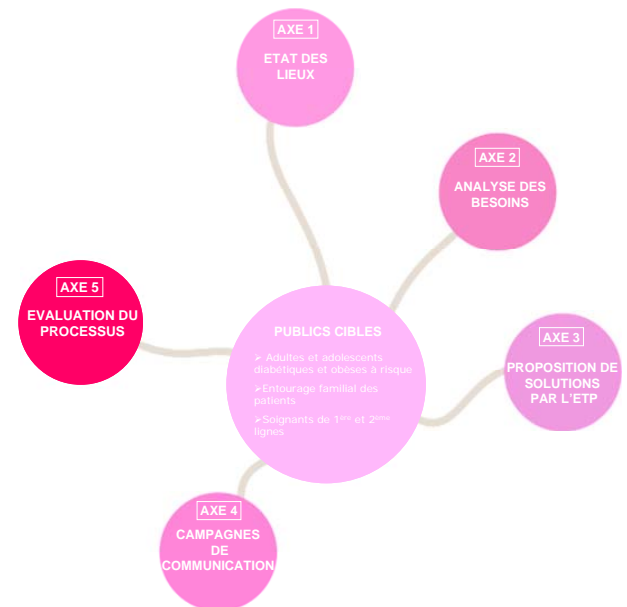 AXE 1
ETAT DES
LIEUX
AXE 2
ANALYSE DES
BESOINS
AXE 3
PROPOSITION DE
SOLUTIONS
PAR L'ETP
AXE 4
CAMPAGNES
DE
COMMUNICATION
AXE 5
EVALUATION DU
PROCESSUS
PUBLICS CIBLES
➢ Adultes et adolescents
diabétiques et obèses à risque
➢Entourage familial des
patients
➢Soignants de 1ère et 2ème
lignes